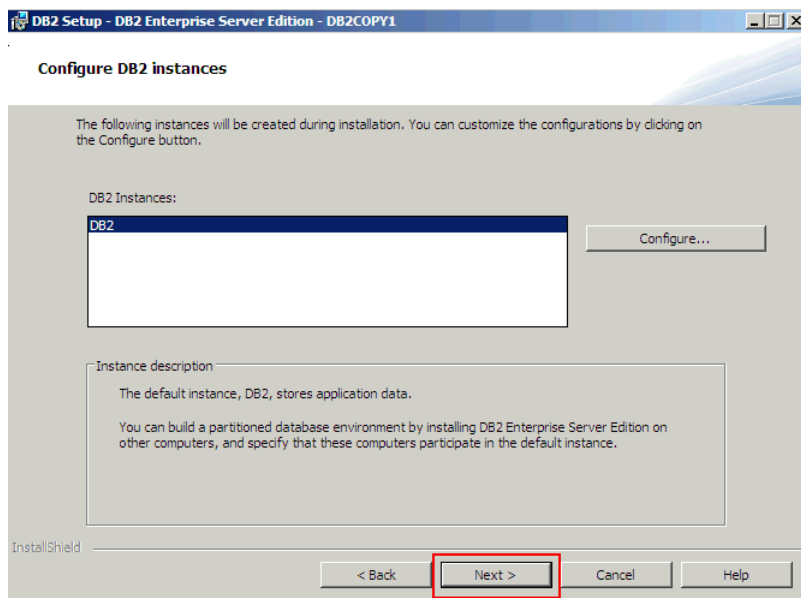 DB2 Setup - DB2 Enterprise Server Edition - DB2COPY1
Configure DB2 instances
The following instances will be created during installation. You can customize the configurations by clicking on
the Configure button.
DB2 Instances:
DB2
Configure...
Instance description
The default instance, DB2, stores application data.
You can build a partitioned database environment by installing DB2 Enterprise Server Edition on
other computers, and specify that these computers participate in the default instance.
InstallShield
< Back
Next >
Cancel
Help